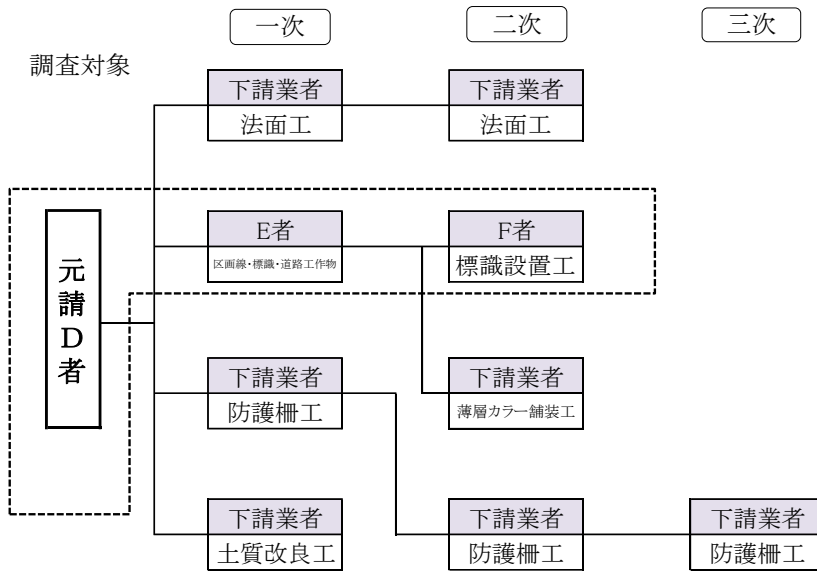 一次
二次
三次
調査対象
下請業者
法面工
下請業者
法面工
E者
区画線・標識・道路工作物
F者
標識設置工
元請D者
下請業者
防護柵工
下請業者
薄層カラー舗装工
下請業者
土質改良工
下請業者
防護柵工
下請業者
防護柵工